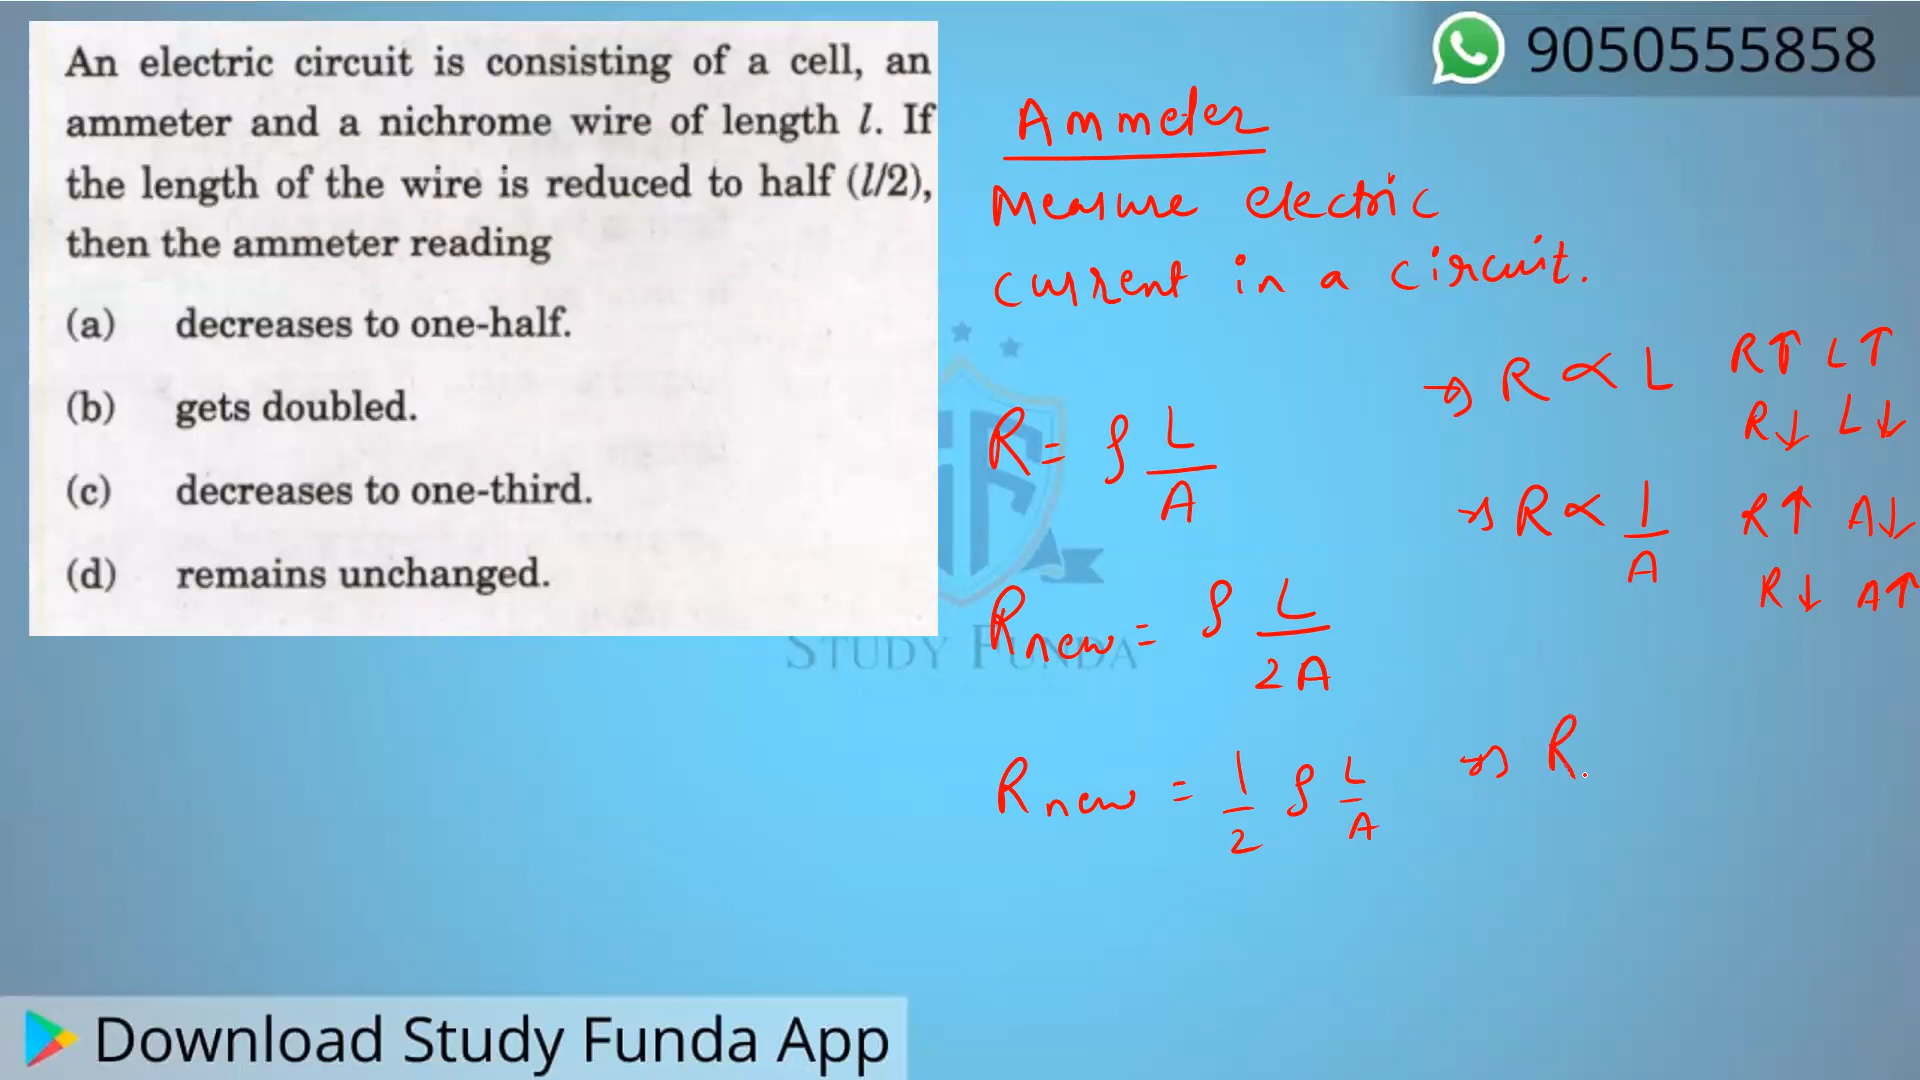 An electric circuit is consisting of a cell, an
ammeter and a nichrome wire of length l. If
the length of the wire is reduced to half (l/2),
then the ammeter reading
(a) decreases to one-half.
(b) gets doubled.
(c) decreases to one-third.
(d) remains unchanged.
9050555858
Ammeter
Measure electric
current in a circuit.
R = ρ L/A
→ R ∝ L R↑ L↑
R↓ L↓
→ R ∝ 1/A R↑ A↓
R↓ A↑
Rnew = ρ L/2A
Rnew = 1/2 ρ L/A → R
STUDY FUNDA
Download Study Funda App